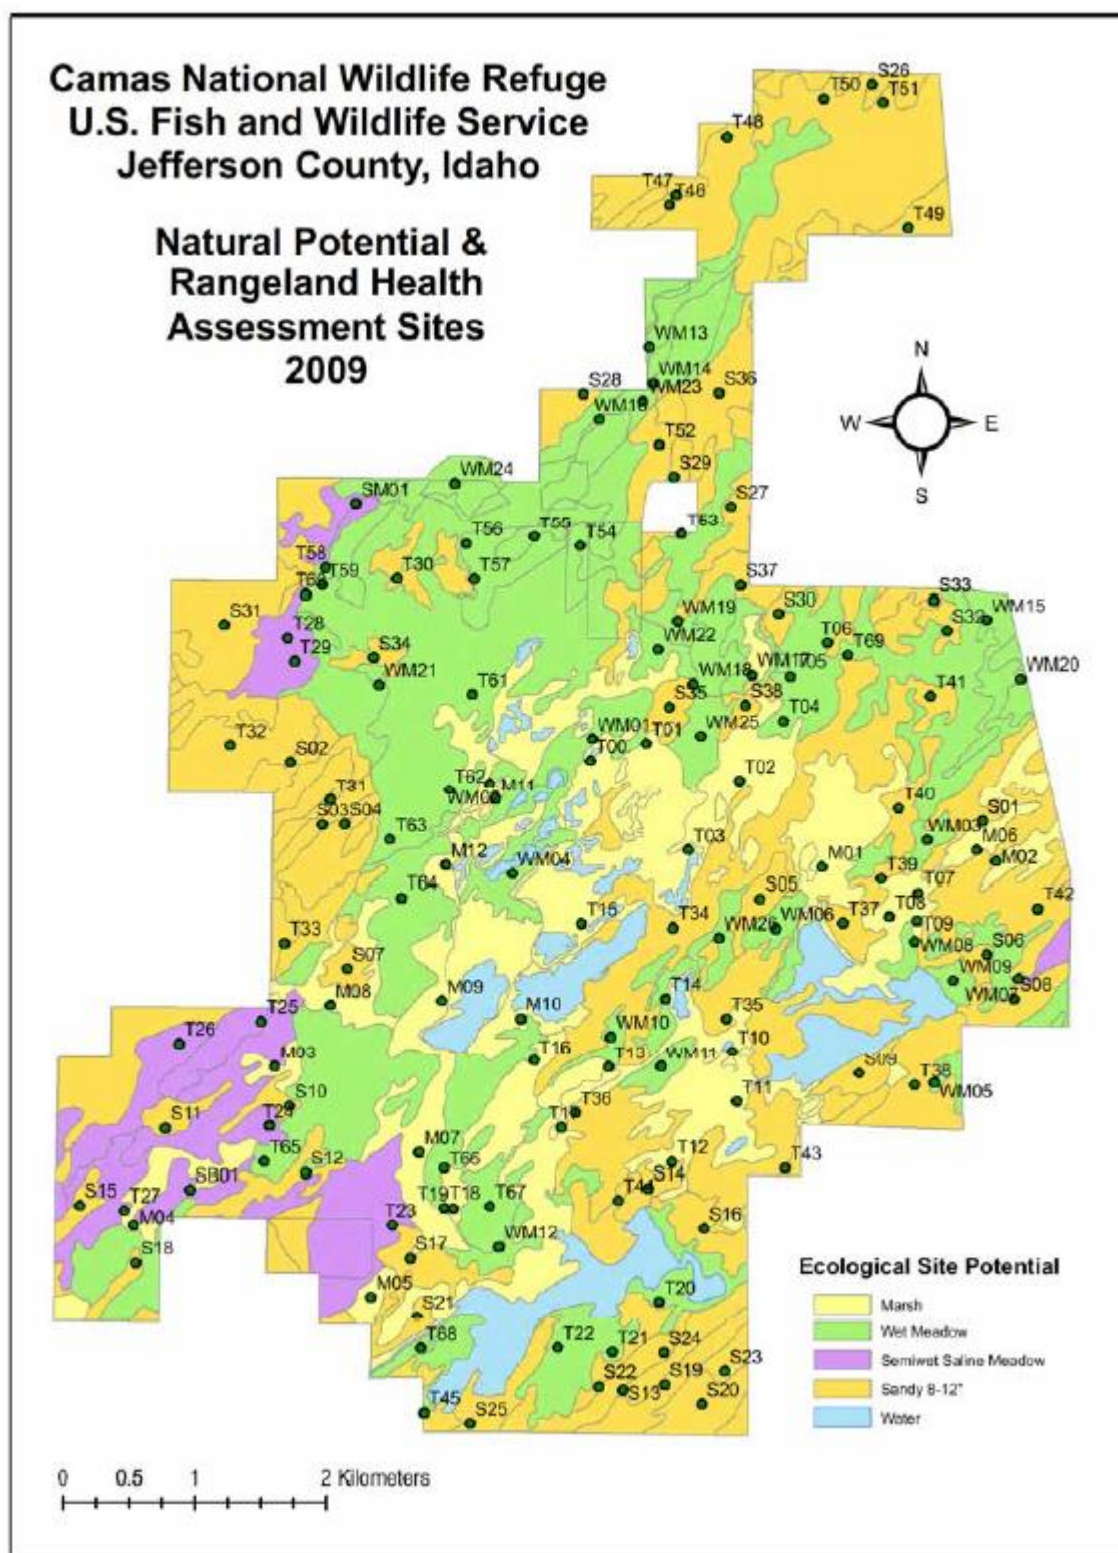 Camas National Wildlife Refuge
U.S. Fish and Wildlife Service
Jefferson County, Idaho
Natural Potential &
Rangeland Health
Assessment Sites
2009
S26
T50
T51
T48
T47
T46
T49
WM13
WM14
S28
WM23
S36
WM16
T52
N
W
E
S
S29
WM24
SM01
S27
T55
T53
T56
T54
T58
T59
T30
T57
S37
S33
S31
WM19
S30
S32
WM15
T28
WM22
T06
T69
T29
S34
WM21
WM18
WM17
T05
WM20
T61
S35
S38
T41
T04
WM01
T01
WM25
T32
T00
S02
T62
M11
T02
T31
T40
S01
S03
S04
T63
WM03
M06
T03
M12
WM04
M01
M02
T39
T64
S05
T07
T15
T34
WM26
WM06
T37
T08
T09
T42
T33
WM08
S06
S07
WM09
M08
M09
T14
WM07
S08
T25
M10
T35
T26
WM10
T10
M03
T16
T13
WM11
S09
T38
WM05
S10
T11
S11
T24
T36
M07
T65
S12
T66
T12
T43
SB01
S14
S15
T27
T19
T18
T67
T44
M04
T23
S16
S18
S17
WM12
M05
T20
S21
T68
T22
T21
S24
S22
S19
S23
S13
S20
T45
S25
Ecological Site Potential
Marsh
Wet Meadow
Semiwet Saline Meadow
Sandy 8-12"
Water
0 0.5 1 2 Kilometers